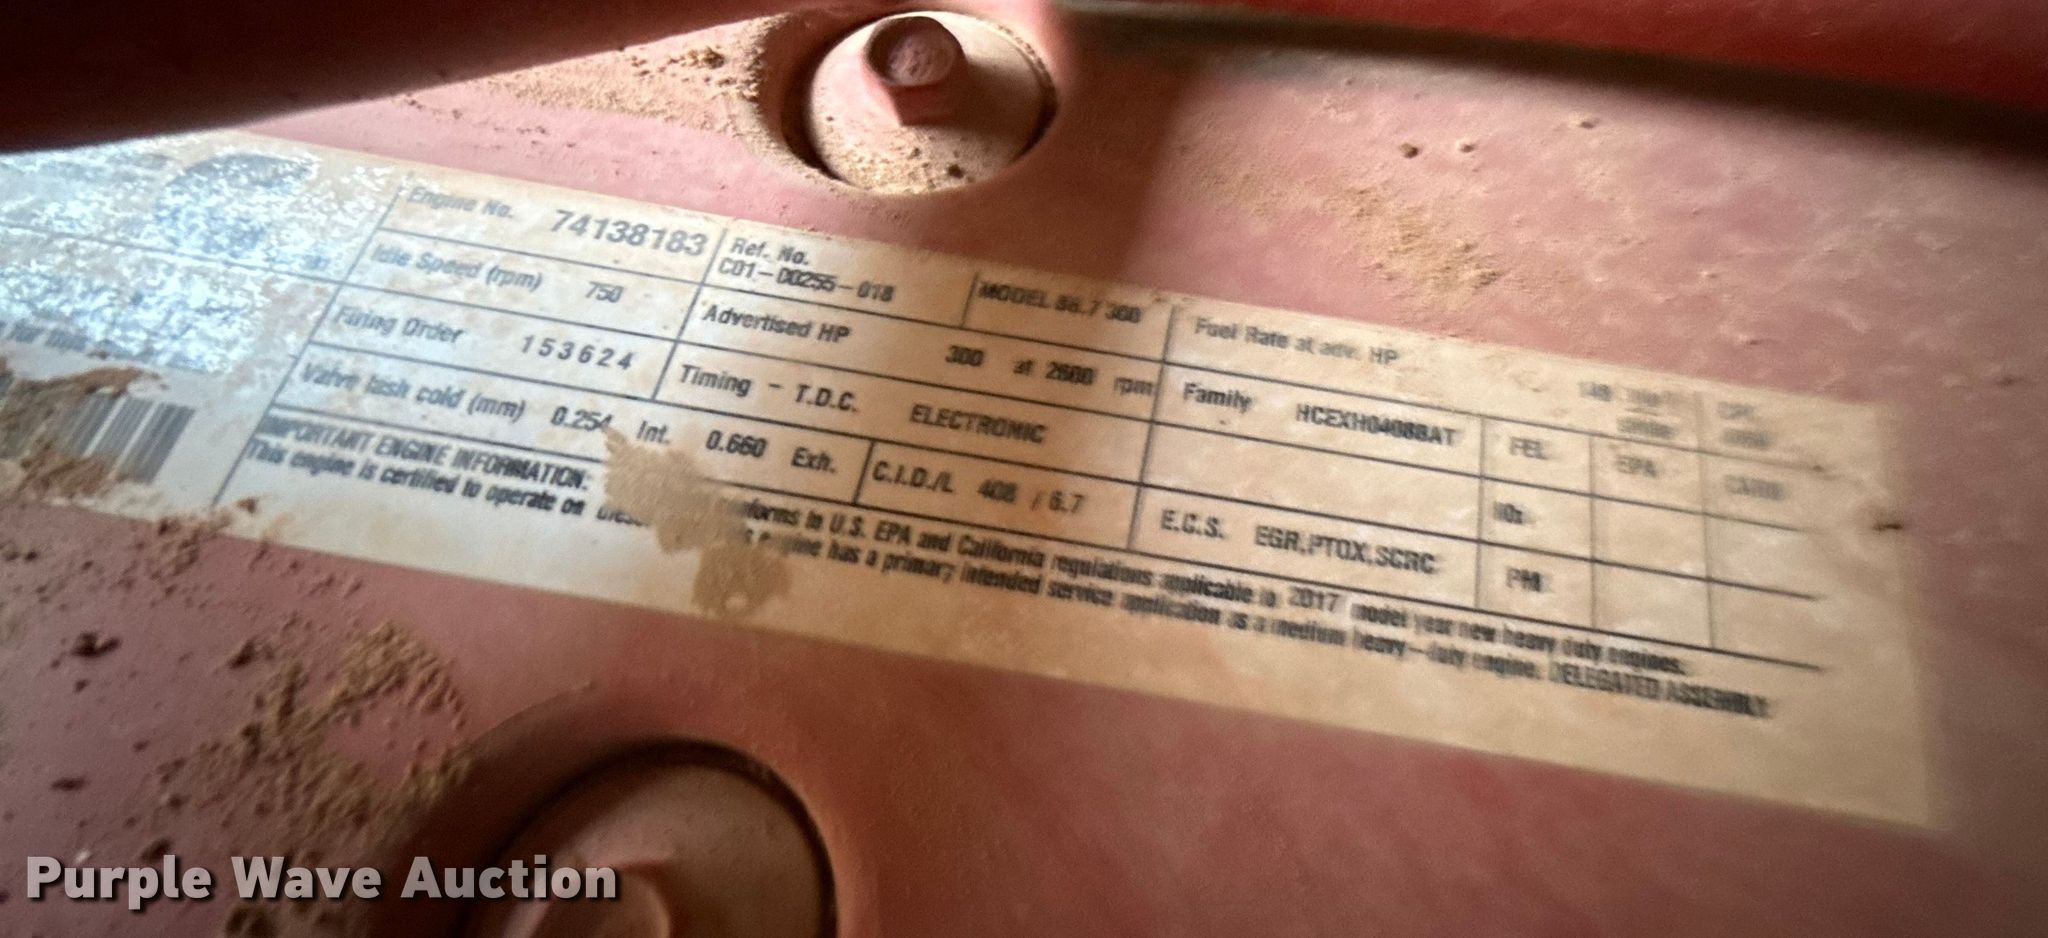 Engine No. 74138183
Ref. No.
C01-00255-018
MODEL B6.7 300
Fuel Rate at adv. HP
Idle Speed (rpm) 750
Advertised HP 300 at 2600 rpm
Family HCEXH0408BAT
FEL EPA CARB
Firing Order 153624
Timing - T.D.C. ELECTRONIC
NOx
Valve lash cold (mm) 0.254 Int. 0.660 Exh.
C.I.D./L 408 / 6.7
E.C.S. EGR,PTOX,SCRC
PM
IMPORTANT ENGINE INFORMATION: conforms to U.S. EPA and California regulations applicable to 2017 model year new heavy duty engines.
This engine is certified to operate on engine has a primary intended service application as a medium heavy-duty engine. DELEGATED ASSEMBLY
Purple Wave Auction